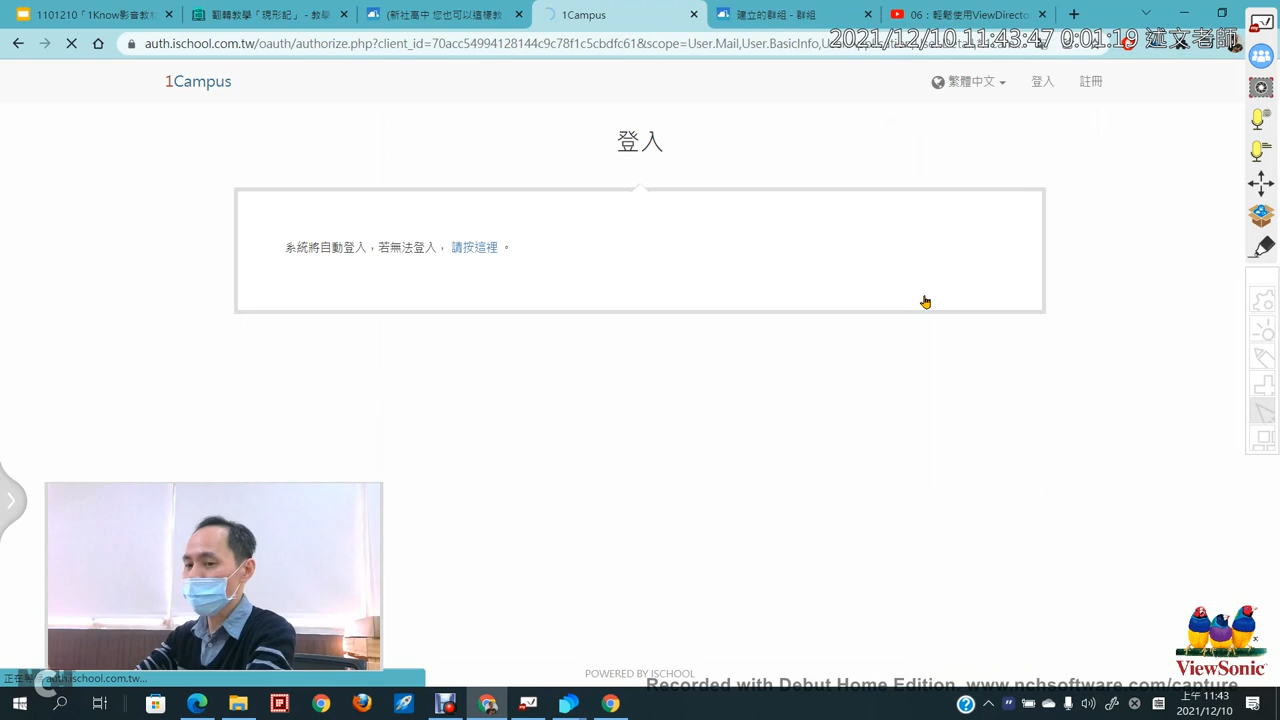 1101210「1Know影音教材
翻轉教學「現形記」 - 教學
(新社高中 您也可以這樣教
1Campus
建立的群組 - 群組
06：輕鬆使用ViewDirector
auth.ischool.com.tw/oauth/authorize.php?client_id=70acc54994128144c9c78f1c5cbdfc61&scope=User.Mail,User.BasicInfo,U
2021/12/10 11:43:47 0:01:19 述文老師
1Campus
繁體中文
登入
註冊
登入
系統將自動登入，若無法登入， 請按這裡 。
ViewSonic
POWERED BY ISCHOOL
auth.ischool.com.tw...
Recorded with Debut Home Edition. www.nchsoftware.com/capture
上午 11:43
2021/12/10